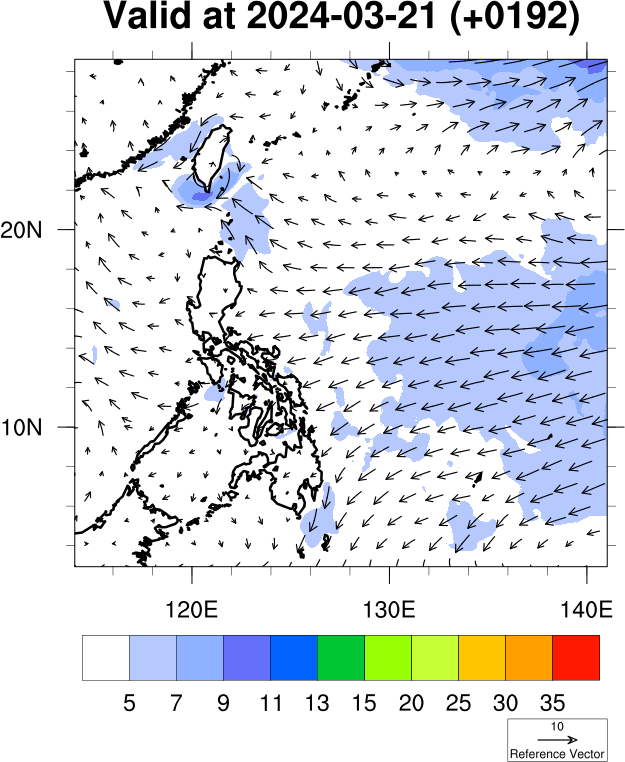 Valid at 2024-03-21 (+0192)
20N
10N
120E 130E 140E
5 7 9 11 13 15 20 25 30 35
10
Reference Vector